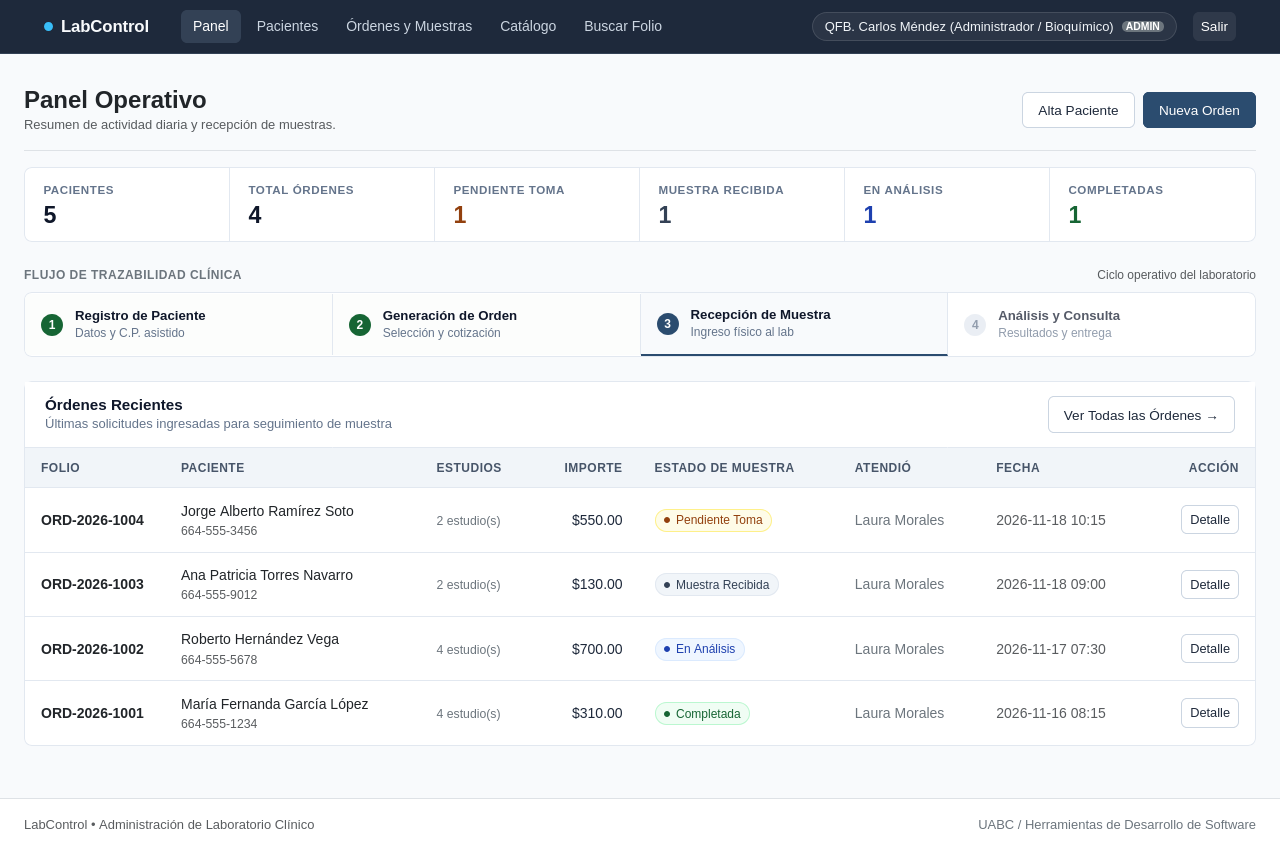 LabControl
Panel
Pacientes
Órdenes y Muestras
Catálogo
Buscar Folio
QFB. Carlos Méndez (Administrador / Bioquímico) ADMIN
Salir
Panel Operativo
Resumen de actividad diaria y recepción de muestras.
Alta Paciente
Nueva Orden
PACIENTES
5
TOTAL ÓRDENES
4
PENDIENTE TOMA
1
MUESTRA RECIBIDA
1
EN ANÁLISIS
1
COMPLETADAS
1
FLUJO DE TRAZABILIDAD CLÍNICA
Ciclo operativo del laboratorio
1
Registro de Paciente
Datos y C.P. asistido
2
Generación de Orden
Selección y cotización
3
Recepción de Muestra
Ingreso físico al lab
4
Análisis y Consulta
Resultados y entrega
Órdenes Recientes
Últimas solicitudes ingresadas para seguimiento de muestra
Ver Todas las Órdenes →
FOLIO PACIENTE ESTUDIOS IMPORTE ESTADO DE MUESTRA ATENDIÓ FECHA ACCIÓN
ORD-2026-1004 Jorge Alberto Ramírez Soto 2 estudio(s) $550.00 Pendiente Toma Laura Morales 2026-11-18 10:15 Detalle
664-555-3456
ORD-2026-1003 Ana Patricia Torres Navarro 2 estudio(s) $130.00 Muestra Recibida Laura Morales 2026-11-18 09:00 Detalle
664-555-9012
ORD-2026-1002 Roberto Hernández Vega 4 estudio(s) $700.00 En Análisis Laura Morales 2026-11-17 07:30 Detalle
664-555-5678
ORD-2026-1001 María Fernanda García López 4 estudio(s) $310.00 Completada Laura Morales 2026-11-16 08:15 Detalle
664-555-1234
LabControl • Administración de Laboratorio Clínico
UABC / Herramientas de Desarrollo de Software